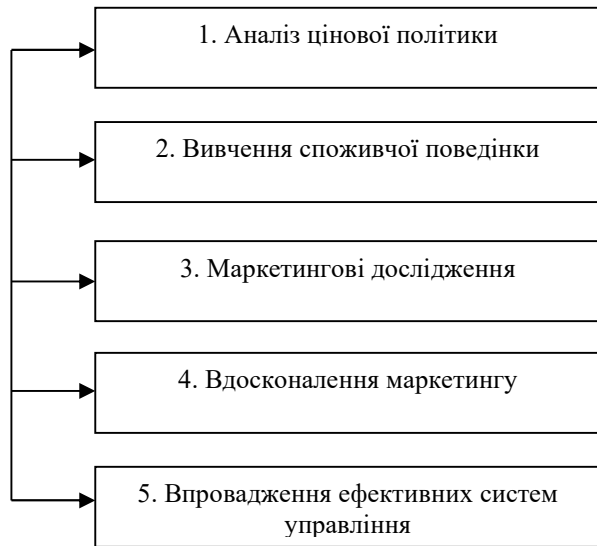 1. Аналіз цінової політики
2. Вивчення споживчої поведінки
3. Маркетингові дослідження
4. Вдосконалення маркетингу
5. Впровадження ефективних систем
управління